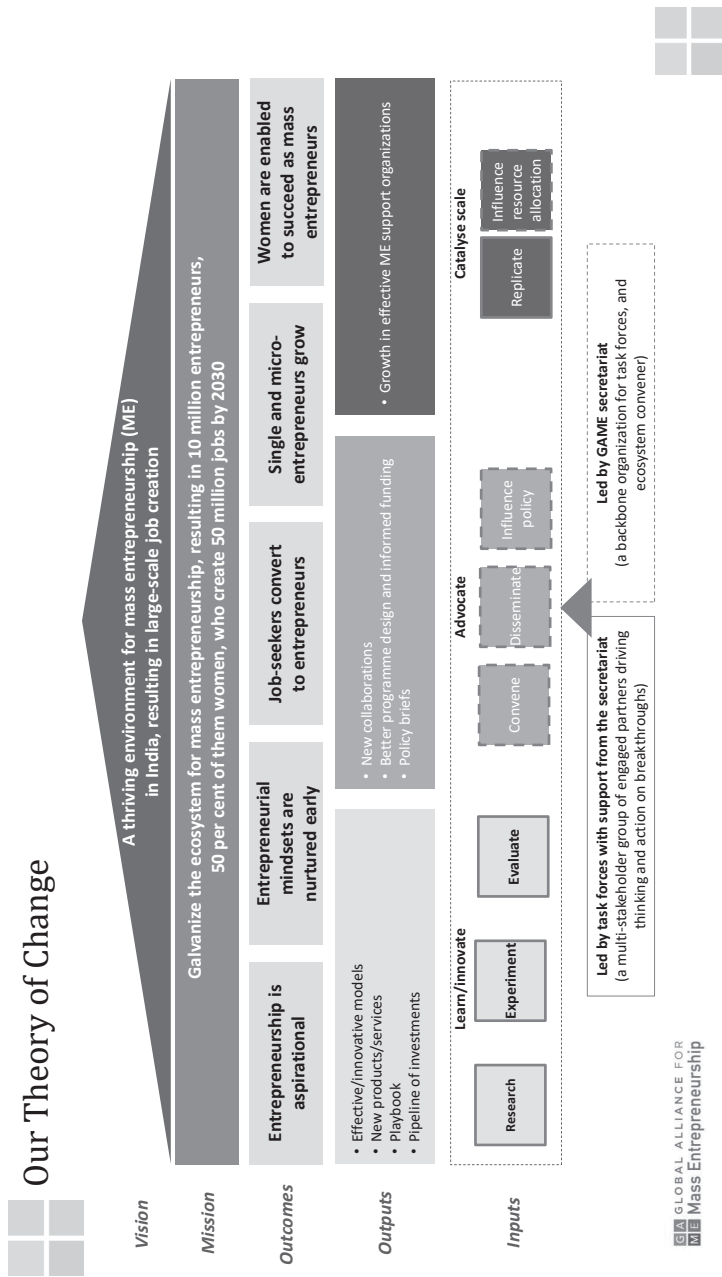 Our Theory of Change
Vision
A thriving environment for mass entrepreneurship (ME)
in India, resulting in large-scale job creation
Mission
Galvanize the ecosystem for mass entrepreneurship, resulting in 10 million entrepreneurs,
50 per cent of them women, who create 50 million jobs by 2030
Outcomes
Entrepreneurship is
aspirational
Entrepreneurial
mindsets are
nurtured early
Job-seekers convert
to entrepreneurs
Single and micro-
entrepreneurs grow
Women are enabled
to succeed as mass
entrepreneurs
Outputs
• Effective/innovative models
• New products/services
• Playbook
• Pipeline of investments
• New collaborations
• Better programme design and informed funding
• Policy briefs
• Growth in effective ME support organizations
Inputs
Learn/innovate
Research
Experiment
Evaluate
Advocate
Convene
Disseminate
Influence
policy
Catalyse scale
Replicate
Influence
resource
allocation
Led by task forces with support from the secretariat
(a multi-stakeholder group of engaged partners driving
thinking and action on breakthroughs)
Led by GAME secretariat
(a backbone organization for task forces, and
ecosystem convener)
GA GLOBAL ALLIANCE FOR
ME Mass Entrepreneurship